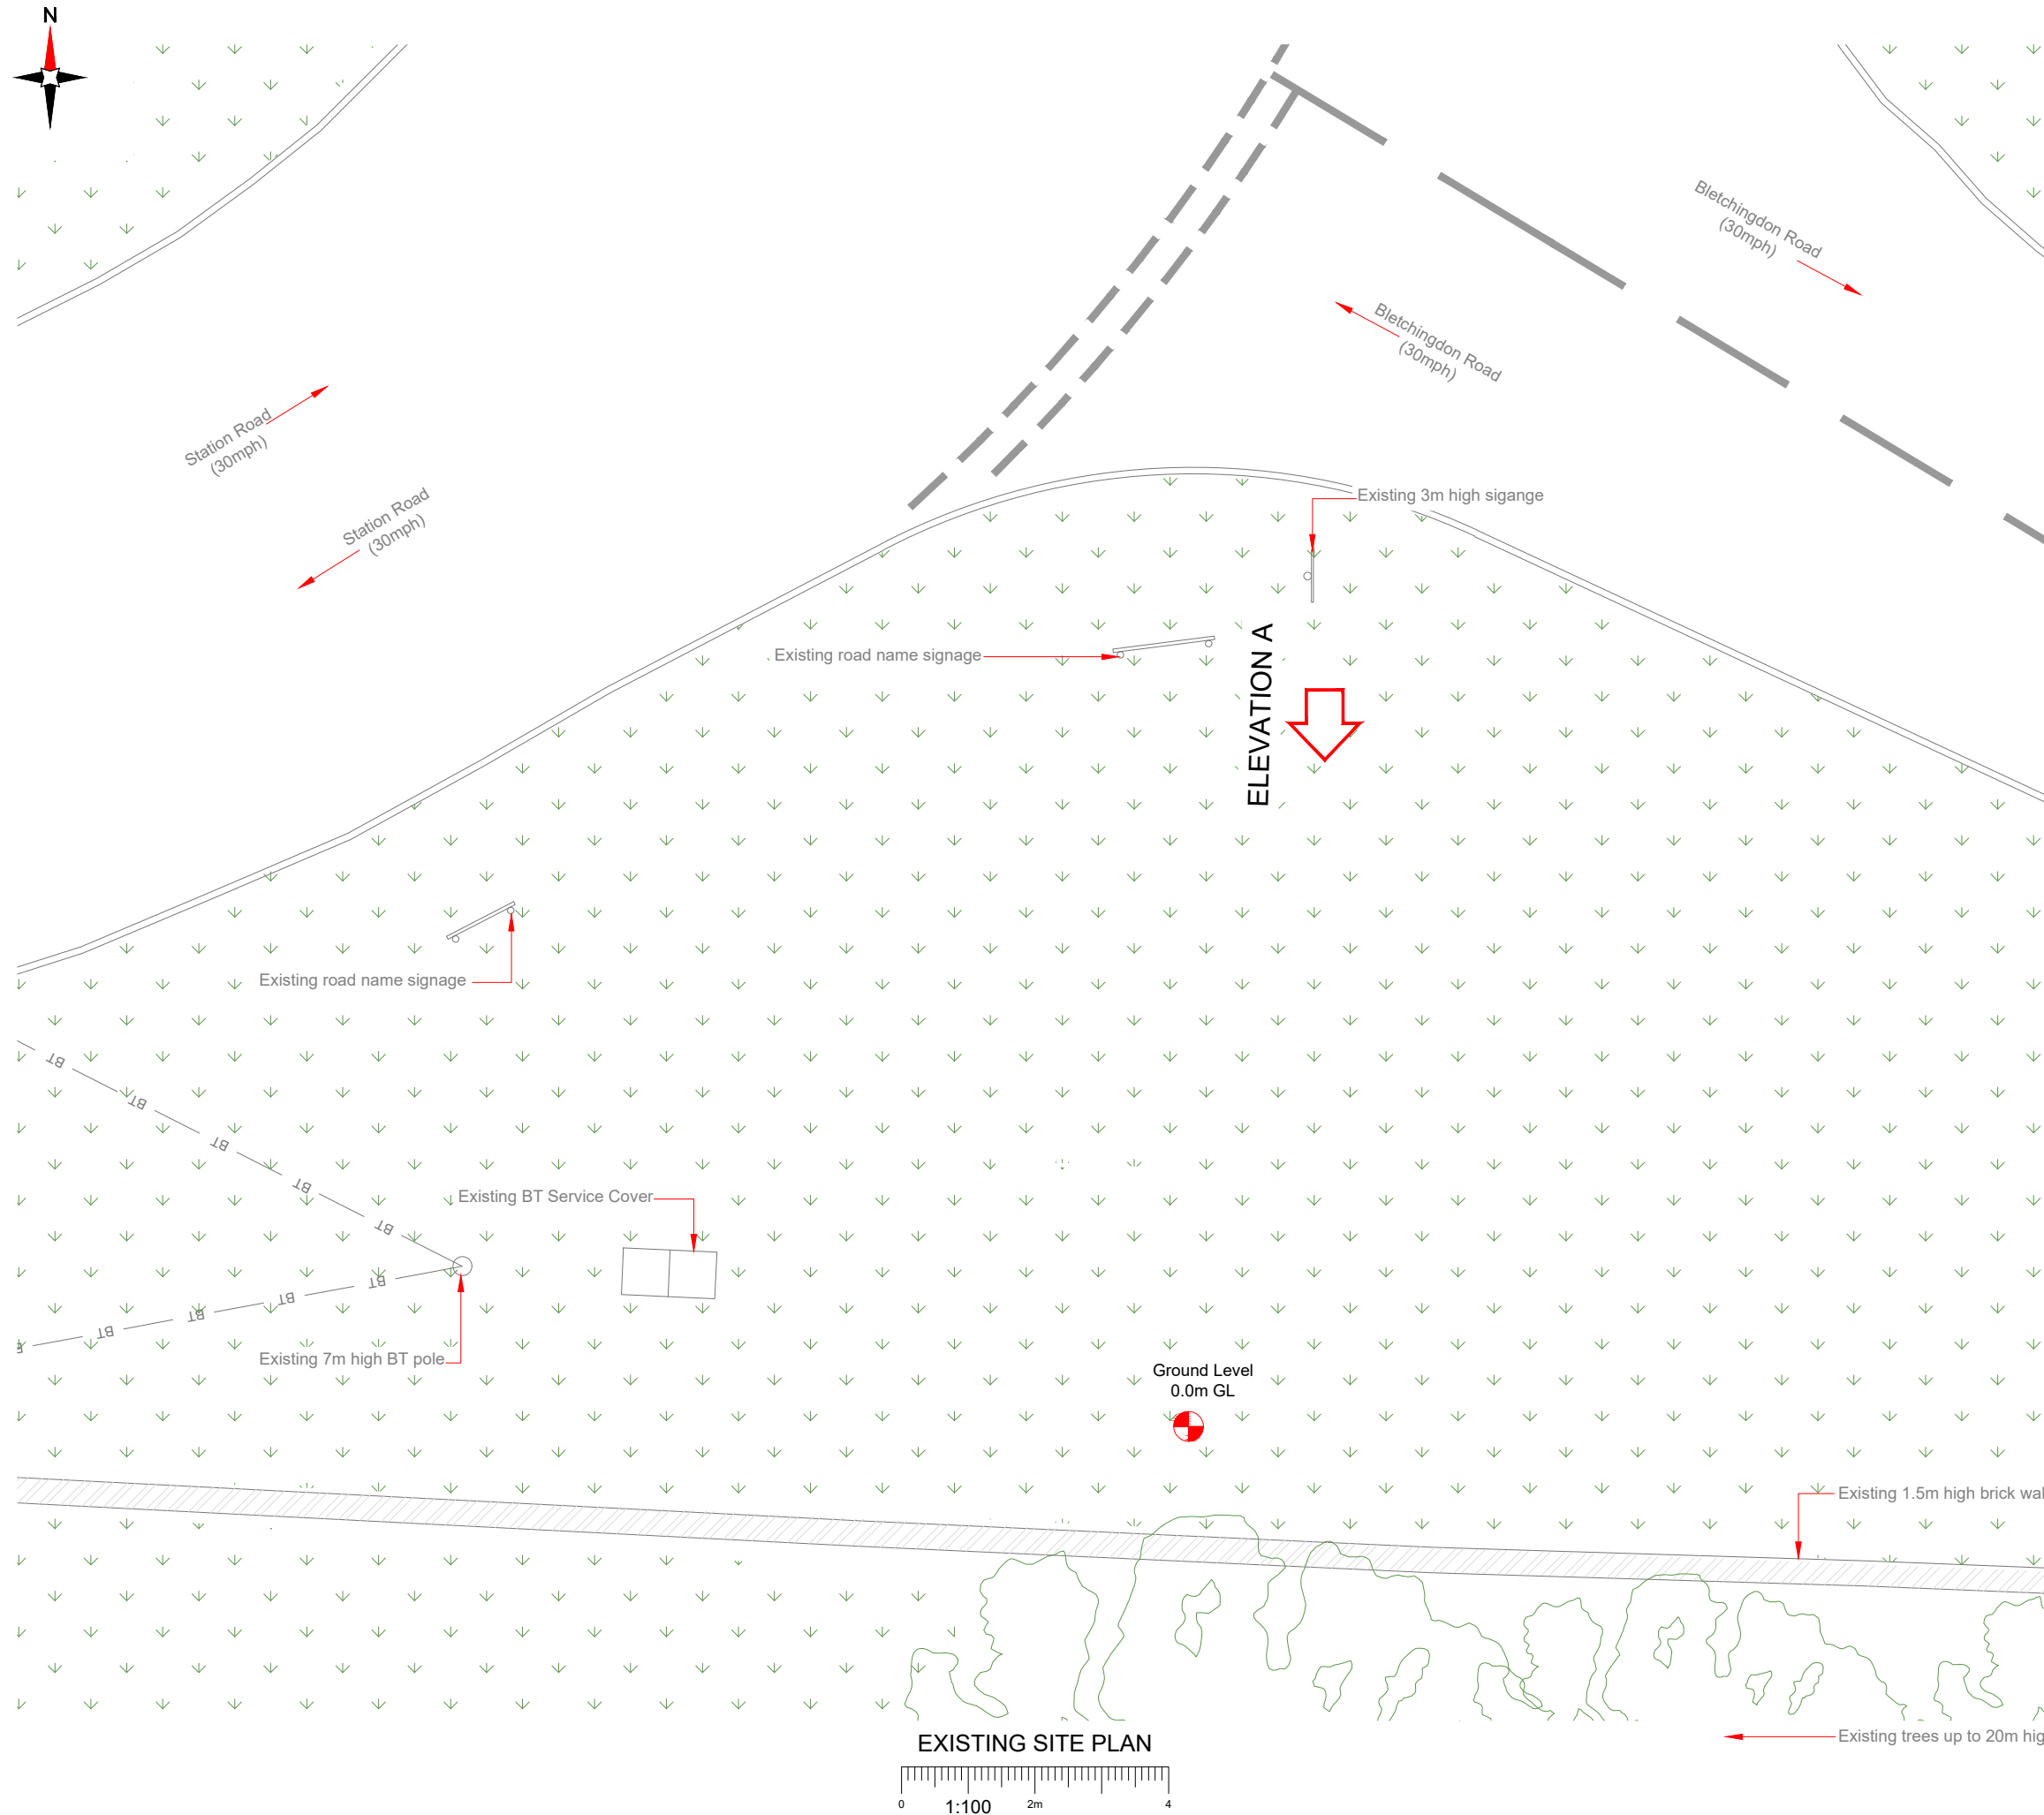 N
Bletchingdon Road
(30mph)
Bletchingdon Road
(30mph)
Station Road
(30mph)
Station Road
(30mph)
Existing 3m high sigange
Existing road name signage
ELEVATION A
Existing road name signage
BT
BT
BT
BT
BT
Existing BT Service Cover
BT
BT
BT
BT
Existing 7m high BT pole
Ground Level
0.0m GL
Existing 1.5m high brick wal
Existing trees up to 20m hig
EXISTING SITE PLAN
0
1:100
2m
4